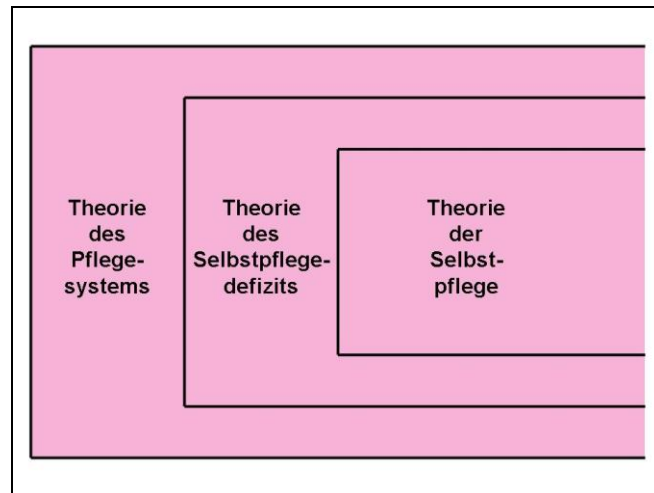 Theorie
des
Pflege-
systems
Theorie
des
Selbstpflege-
defizits
Theorie
der
Selbst-
pflege